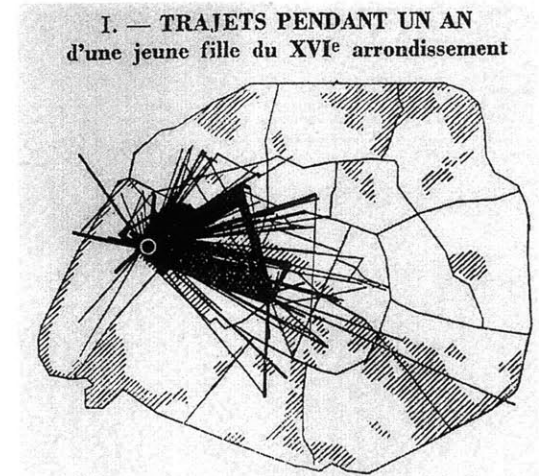 I. — TRAJETS PENDANT UN AN
d'une jeune fille du XVIe arrondissement